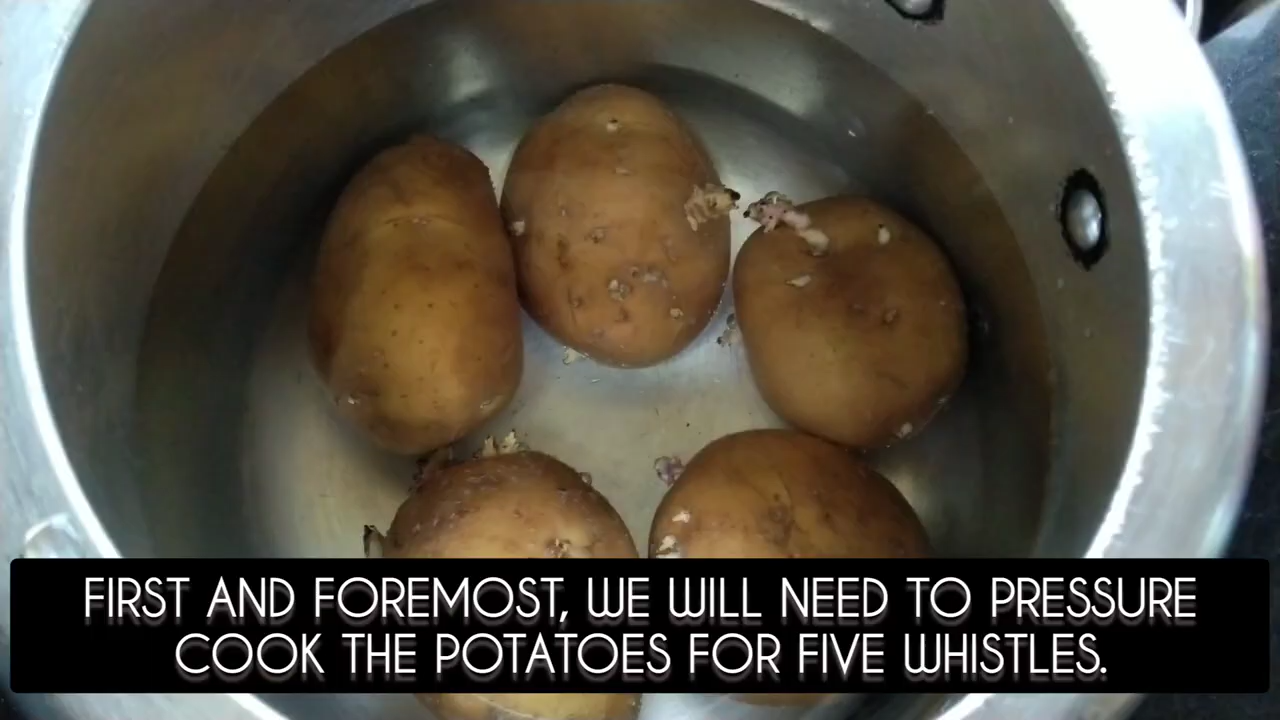 FIRST AND FOREMOST, WE WILL NEED TO PRESSURE
COOK THE POTATOES FOR FIVE WHISTLES.